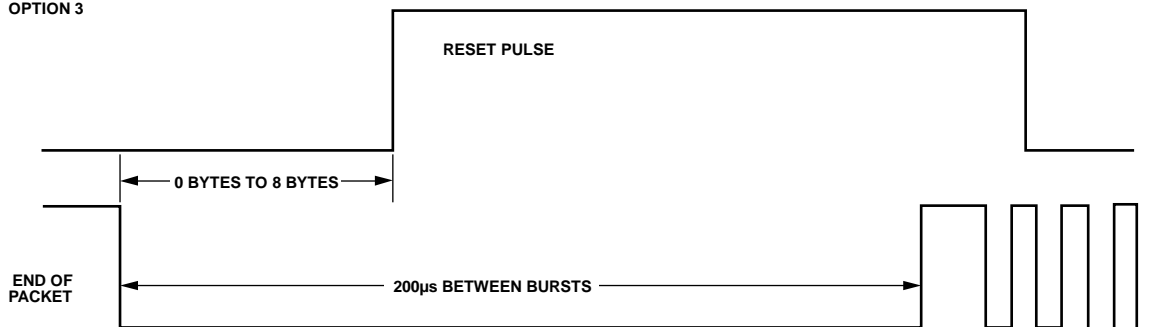 OPTION 3
RESET PULSE
0 BYTES TO 8 BYTES
END OF
PACKET
200µs BETWEEN BURSTS